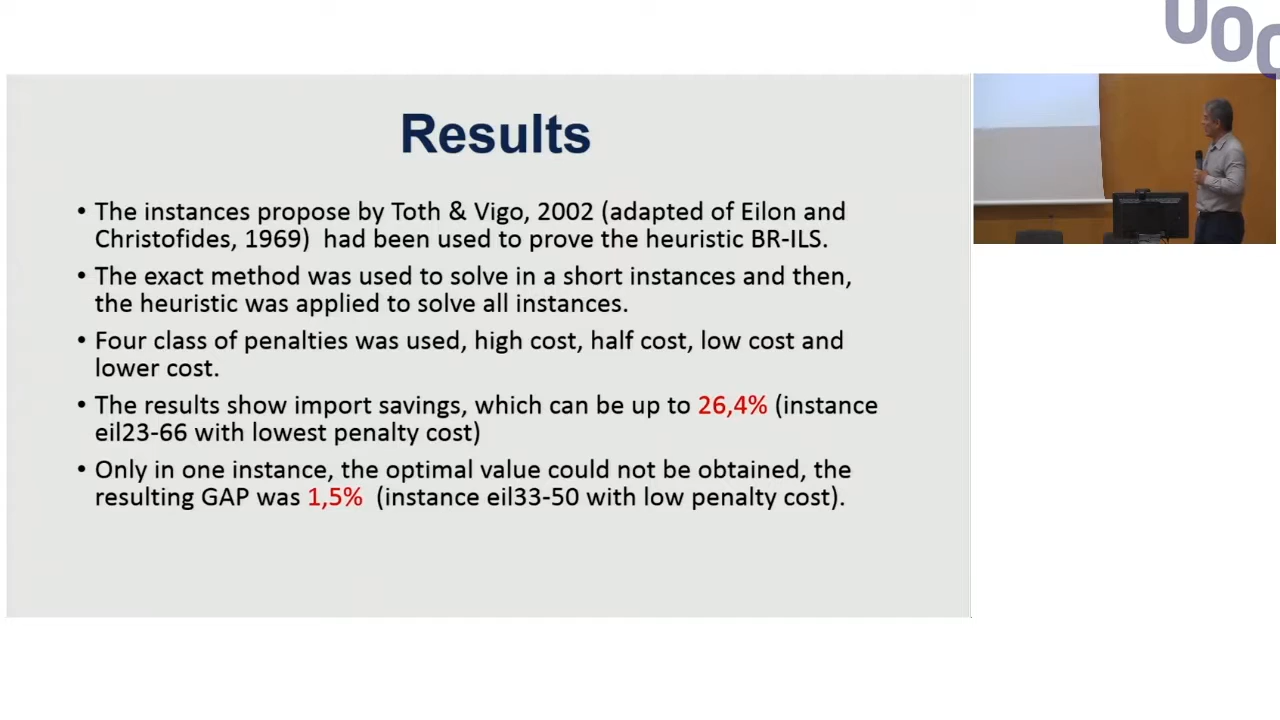 UOC
Results
• The instances propose by Toth & Vigo, 2002 (adapted of Eilon and
Christofides, 1969) had been used to prove the heuristic BR-ILS.
• The exact method was used to solve in a short instances and then,
the heuristic was applied to solve all instances.
• Four class of penalties was used, high cost, half cost, low cost and
lower cost.
• The results show import savings, which can be up to 26,4% (instance
eil23-66 with lowest penalty cost)
• Only in one instance, the optimal value could not be obtained, the
resulting GAP was 1,5% (instance eil33-50 with low penalty cost).